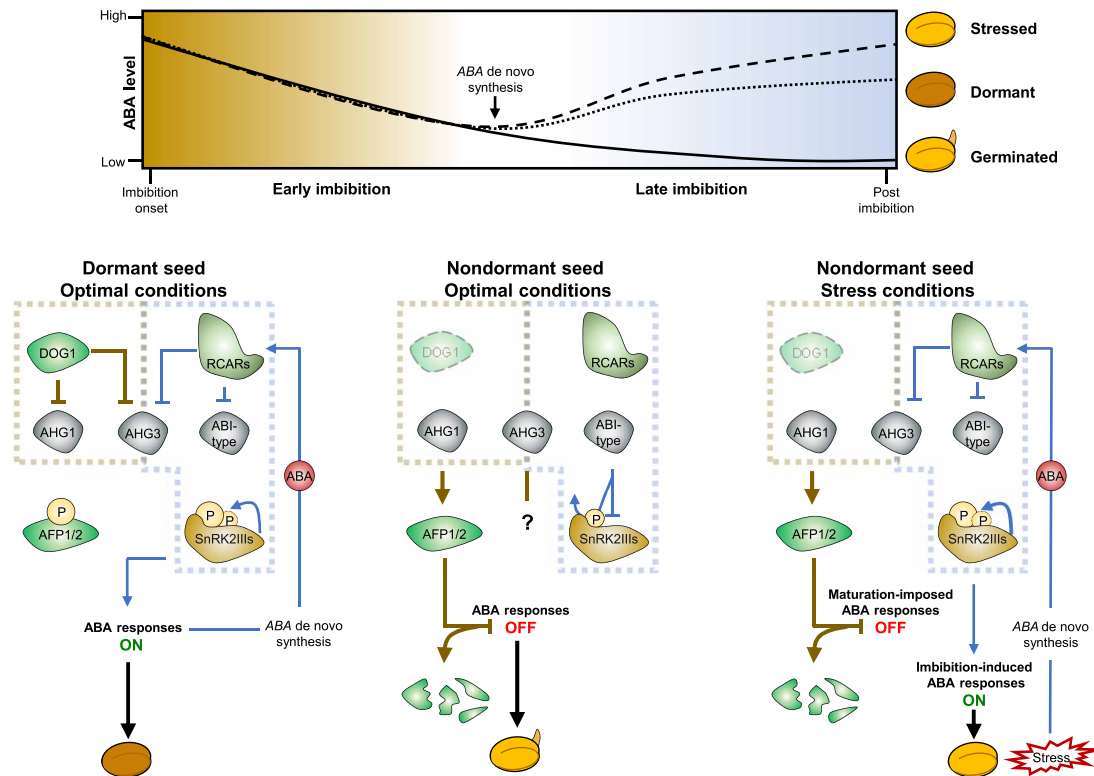 High
ABA level
Low
ABA de novo
synthesis
Stressed
Dormant
Germinated
Imbibition
onset
Early imbibition
Late imbibition
Post
imbibition
Dormant seed
Optimal conditions
DOG1
RCARs
AHG1
AHG3
ABI-
type
ABA
P
AFP1/2
P
P
SnRK2IIIs
ABA responses
ON
ABA de novo
synthesis
Nondormant seed
Optimal conditions
DOG1
RCARs
AHG1
AHG3
ABI-
type
AFP1/2
?
P
SnRK2IIIs
ABA responses
OFF
Nondormant seed
Stress conditions
DOG1
RCARs
AHG1
AHG3
ABI-
type
ABA
AFP1/2
P
P
SnRK2IIIs
Maturation-imposed
ABA responses
OFF
ABA de novo
synthesis
Imbibition-induced
ABA responses
ON
Stress